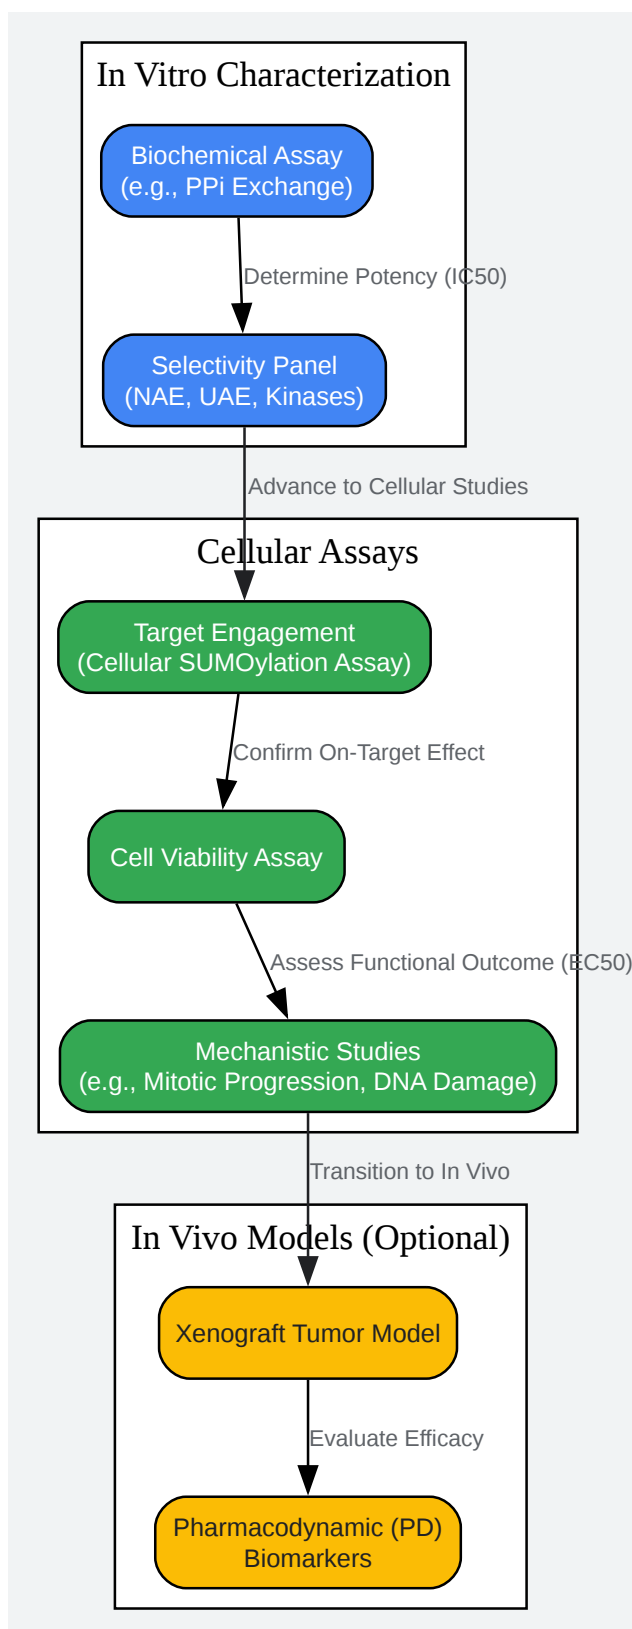 In Vitro Characterization
Biochemical Assay
(e.g., PPi Exchange)
Determine Potency (IC50)
Selectivity Panel
(NAE, UAE, Kinases)
Advance to Cellular Studies
Cellular Assays
Target Engagement
(Cellular SUMOylation Assay)
Confirm On-Target Effect
Cell Viability Assay
Assess Functional Outcome (EC50)
Mechanistic Studies
(e.g., Mitotic Progression, DNA Damage)
Transition to In Vivo
In Vivo Models (Optional)
Xenograft Tumor Model
Evaluate Efficacy
Pharmacodynamic (PD)
Biomarkers